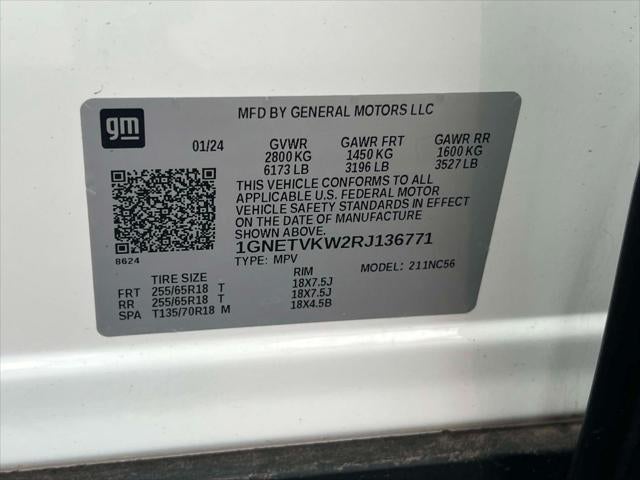 gm
MFD BY GENERAL MOTORS LLC
01/24 GVWR GAWR FRT GAWR RR
2800 KG 1450 KG 1600 KG
6173 LB 3196 LB 3527 LB
THIS VEHICLE CONFORMS TO ALL
APPLICABLE U.S. FEDERAL MOTOR
VEHICLE SAFETY STANDARDS IN EFFECT
ON THE DATE OF MANUFACTURE
SHOWN ABOVE.
1GNETVKW2RJ136771
8624
TYPE: MPV MODEL: 211NC56
TIRE SIZE RIM
FRT 255/65R18 T 18X7.5J
RR 255/65R18 T 18X7.5J
SPA T135/70R18 M 18X4.5B